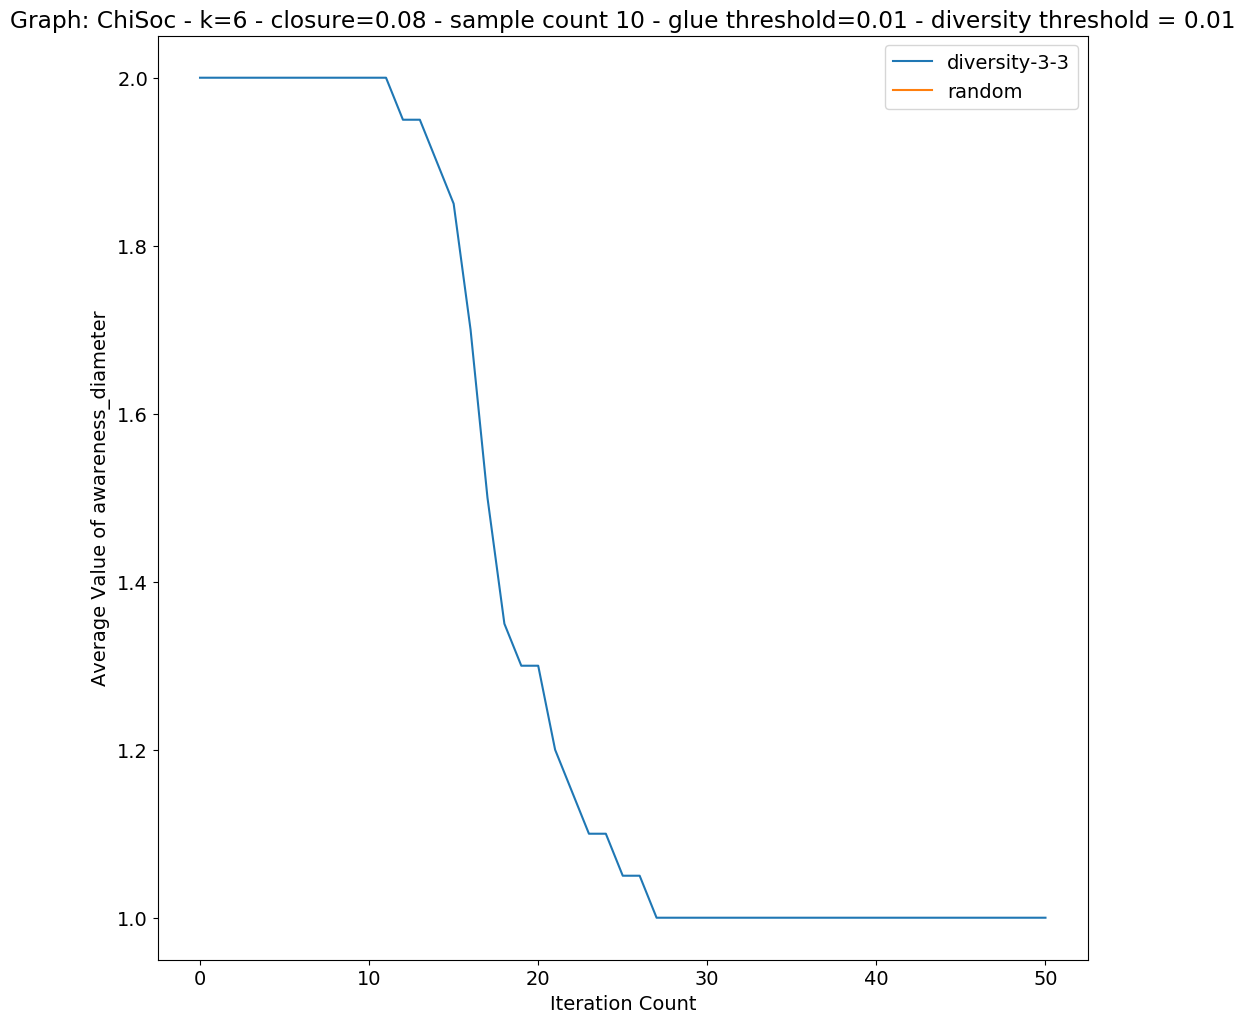 Graph: ChiSoc - k=6 - closure=0.08 - sample count 10 - glue threshold=0.01 - diversity threshold = 0.01
diversity-3-3
random
2.0
1.8
1.6
1.4
1.2
1.0
Average Value of awareness_diameter
0 10 20 30 40 50
Iteration Count